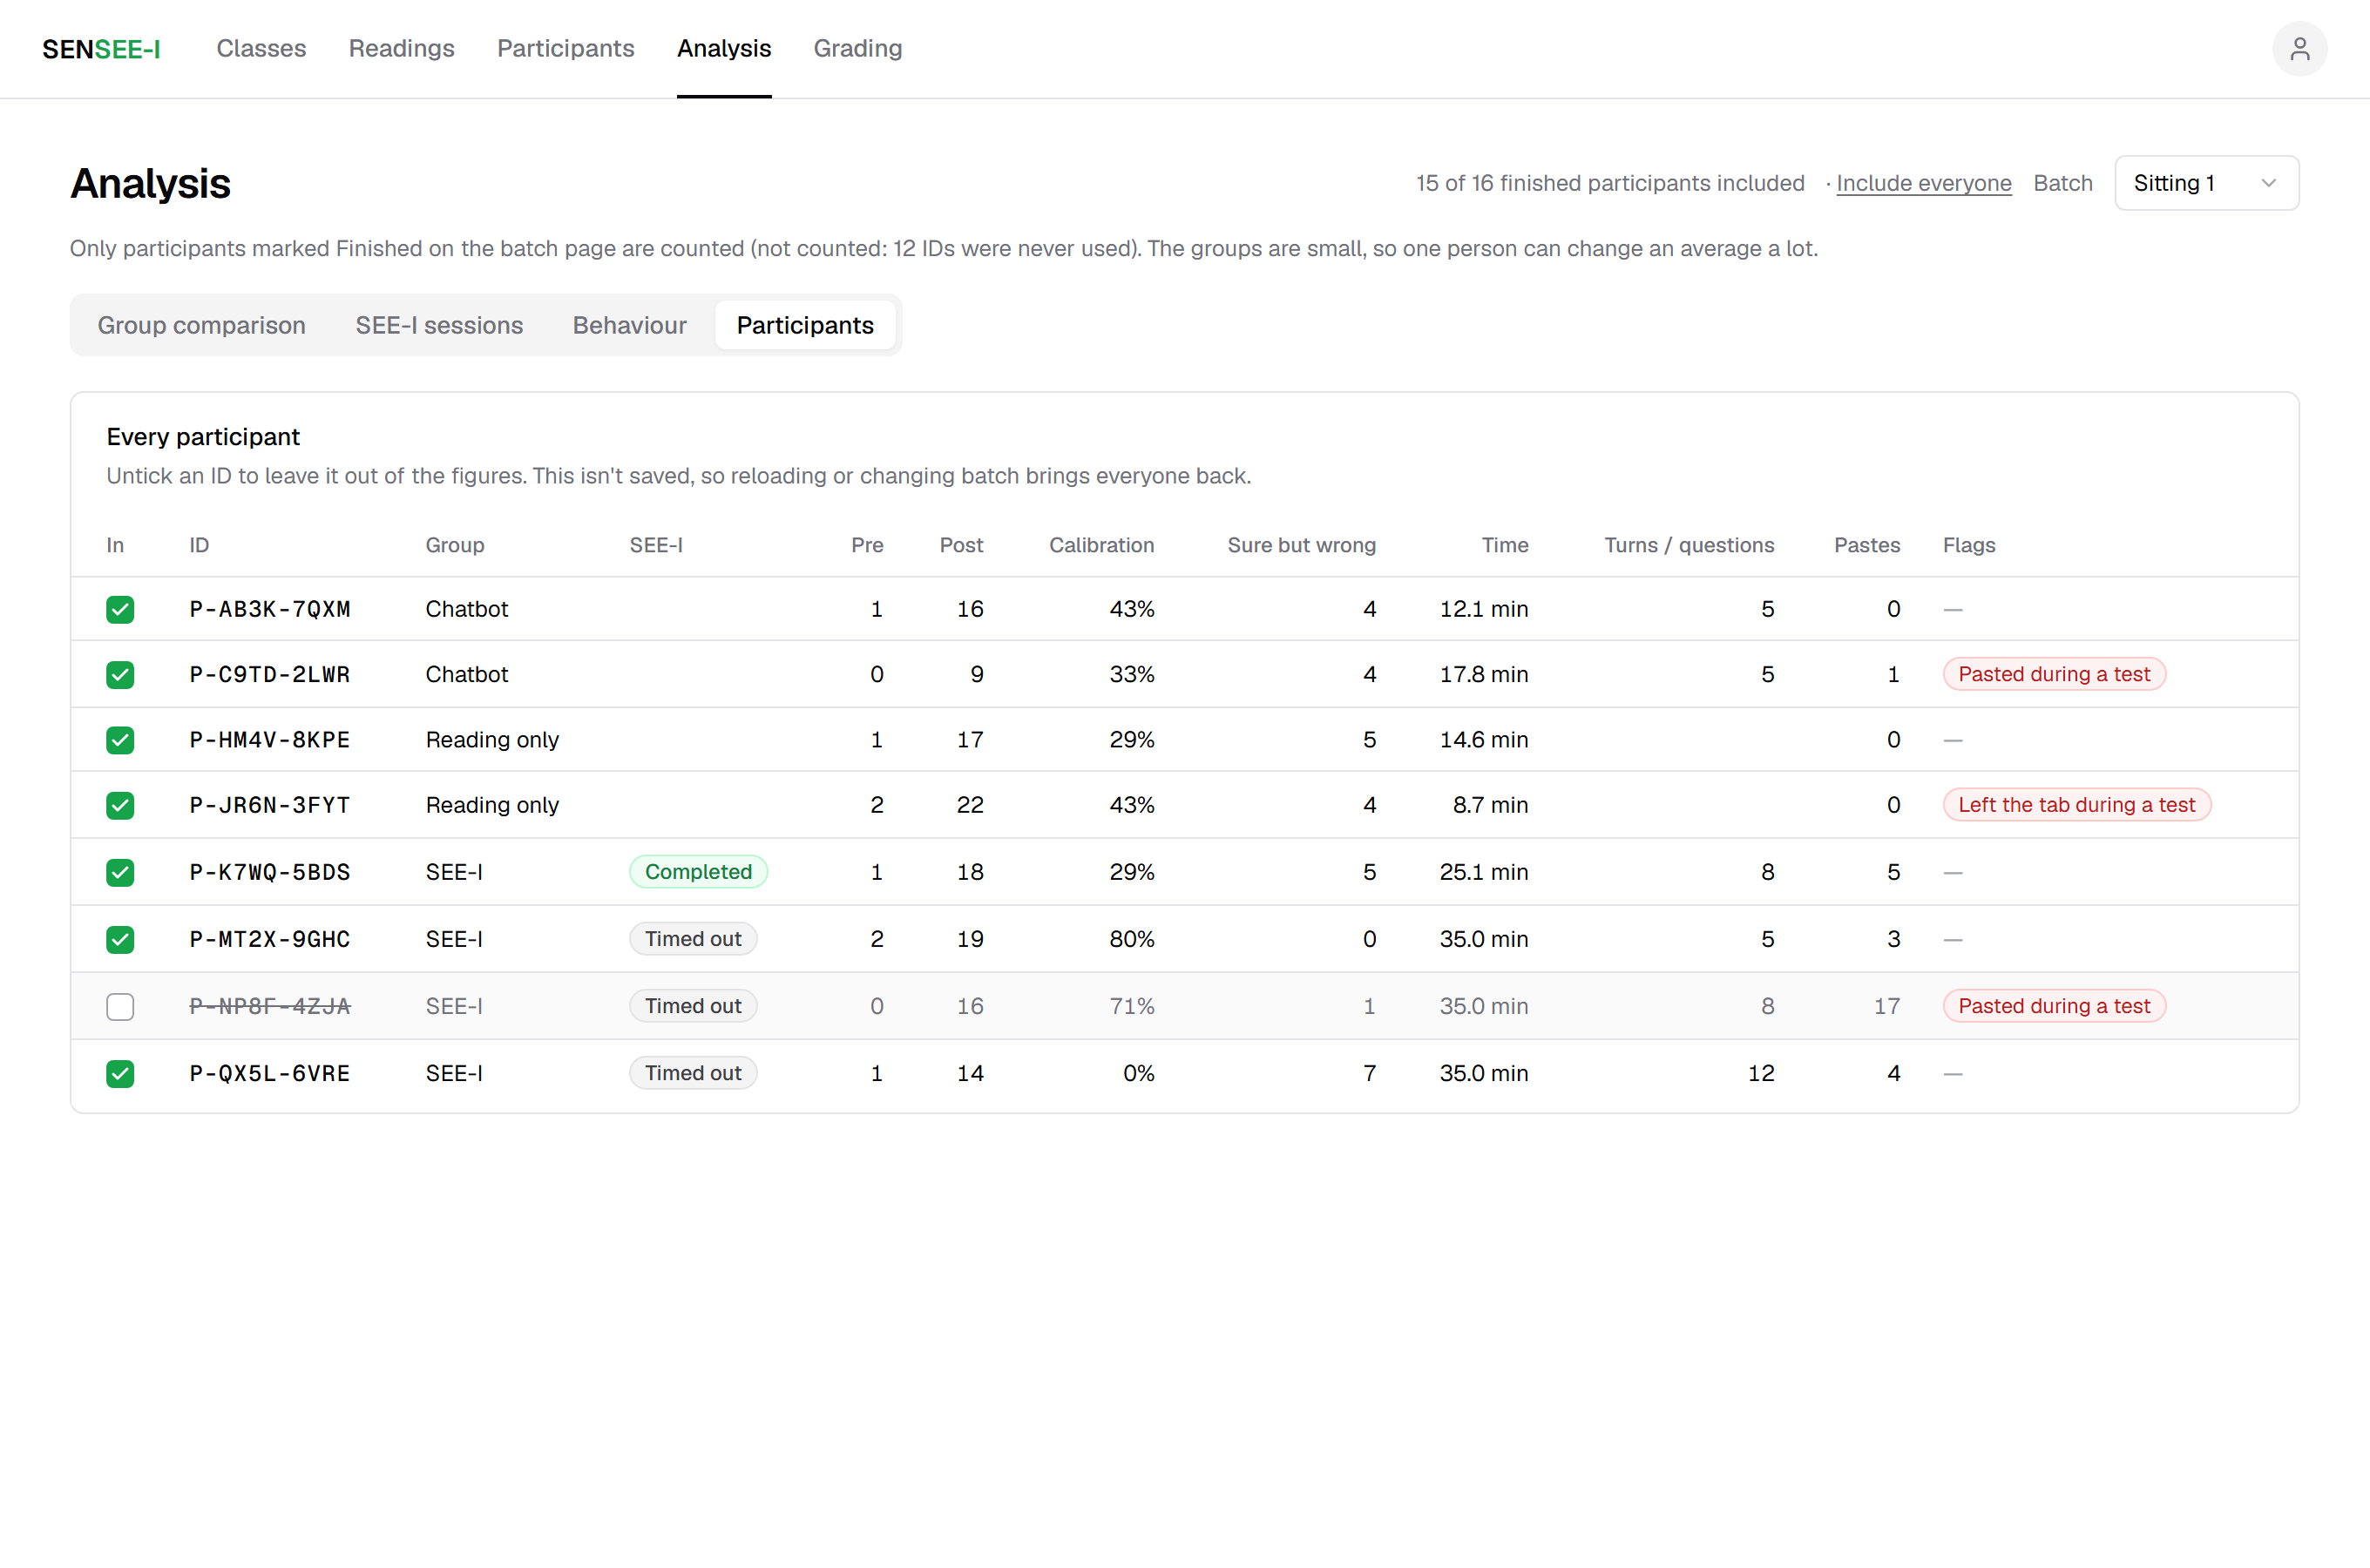 SENSEE-I Classes Readings Participants Analysis Grading
Analysis
15 of 16 finished participants included · Include everyone Batch Sitting 1
Only participants marked Finished on the batch page are counted (not counted: 12 IDs were never used). The groups are small, so one person can change an average a lot.
Group comparison SEE-I sessions Behaviour Participants
Every participant
Untick an ID to leave it out of the figures. This isn't saved, so reloading or changing batch brings everyone back.
In ID Group SEE-I Pre Post Calibration Sure but wrong Time Turns / questions Pastes Flags
P-AB3K-7QXM Chatbot 1 16 43% 4 12.1 min 5 0 —
P-C9TD-2LWR Chatbot 0 9 33% 4 17.8 min 5 1 Pasted during a test
P-HM4V-8KPE Reading only 1 17 29% 5 14.6 min 0 —
P-JR6N-3FYT Reading only 2 22 43% 4 8.7 min 0 Left the tab during a test
P-K7WQ-5BDS SEE-I Completed 1 18 29% 5 25.1 min 8 5 —
P-MT2X-9GHC SEE-I Timed out 2 19 80% 0 35.0 min 5 3 —
P-NP8F-4ZJA SEE-I Timed out 0 16 71% 1 35.0 min 8 17 Pasted during a test
P-QX5L-6VRE SEE-I Timed out 1 14 0% 7 35.0 min 12 4 —